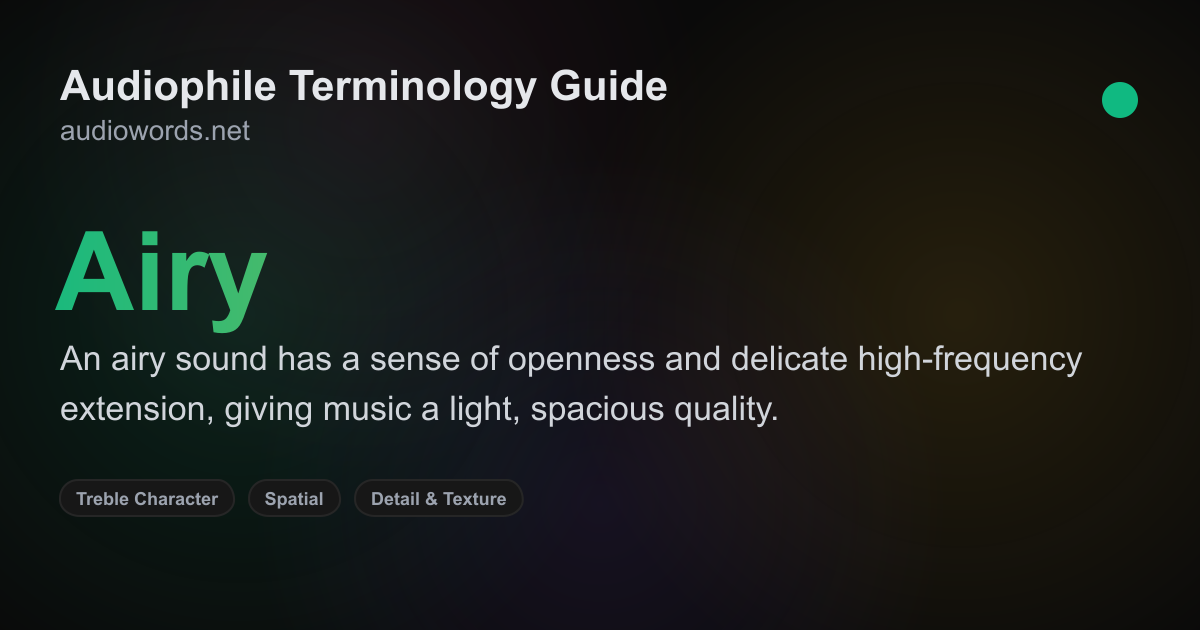 Audiophile Terminology Guide
audiowords.net
Airy
An airy sound has a sense of openness and delicate high-frequency
extension, giving music a light, spacious quality.
Treble Character Spatial Detail & Texture